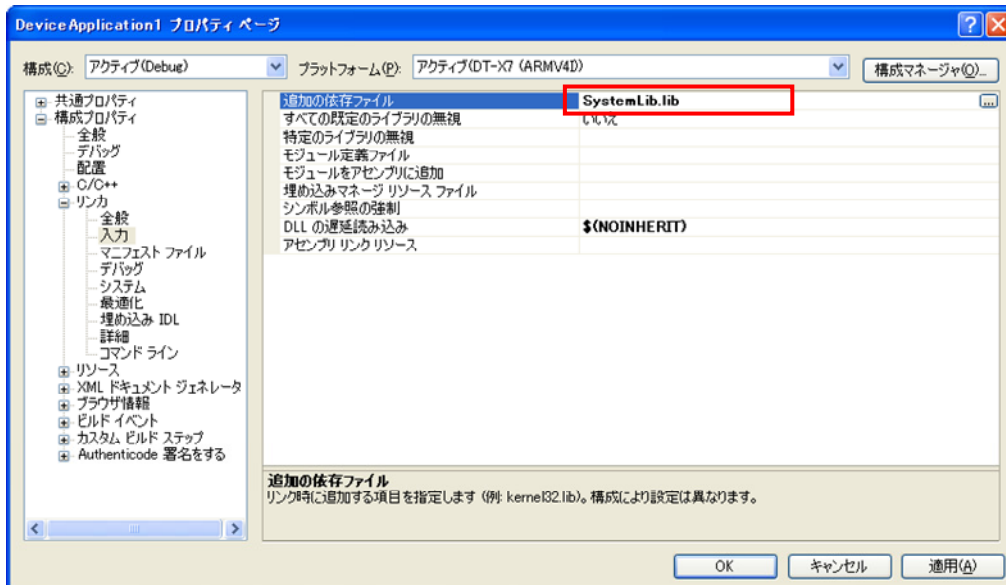 DeviceApplication1 プロパティ ページ
構成(C): アクティブ(Debug) プラットフォーム(P): アクティブ(DT-X7 (ARMV4D)) 構成マネージャ(O)...
共通プロパティ
構成プロパティ
全般
デバッグ
配置
C/C++
リンカ
全般
入力
マニフェスト ファイル
デバッグ
システム
最適化
埋め込み IDL
詳細
コマンド ライン
リソース
XML ドキュメント ジェネレータ
ブラウザ情報
ビルド イベント
カスタム ビルド ステップ
Authenticode 署名をする
追加の依存ファイル SystemLib.lib ...
すべての既定のライブラリの無視 いいえ
特定のライブラリの無視
モジュール定義ファイル
モジュールをアセンブリに追加
埋め込みマネージ リソース ファイル
シンボル参照の強制
DLL の遅延読み込み $(NOINHERIT)
アセンブリ リンク リソース
追加の依存ファイル
リンク時に追加する項目を指定します (例: kernel32.lib)。構成により設定は異なります。
OK キャンセル 適用(A)